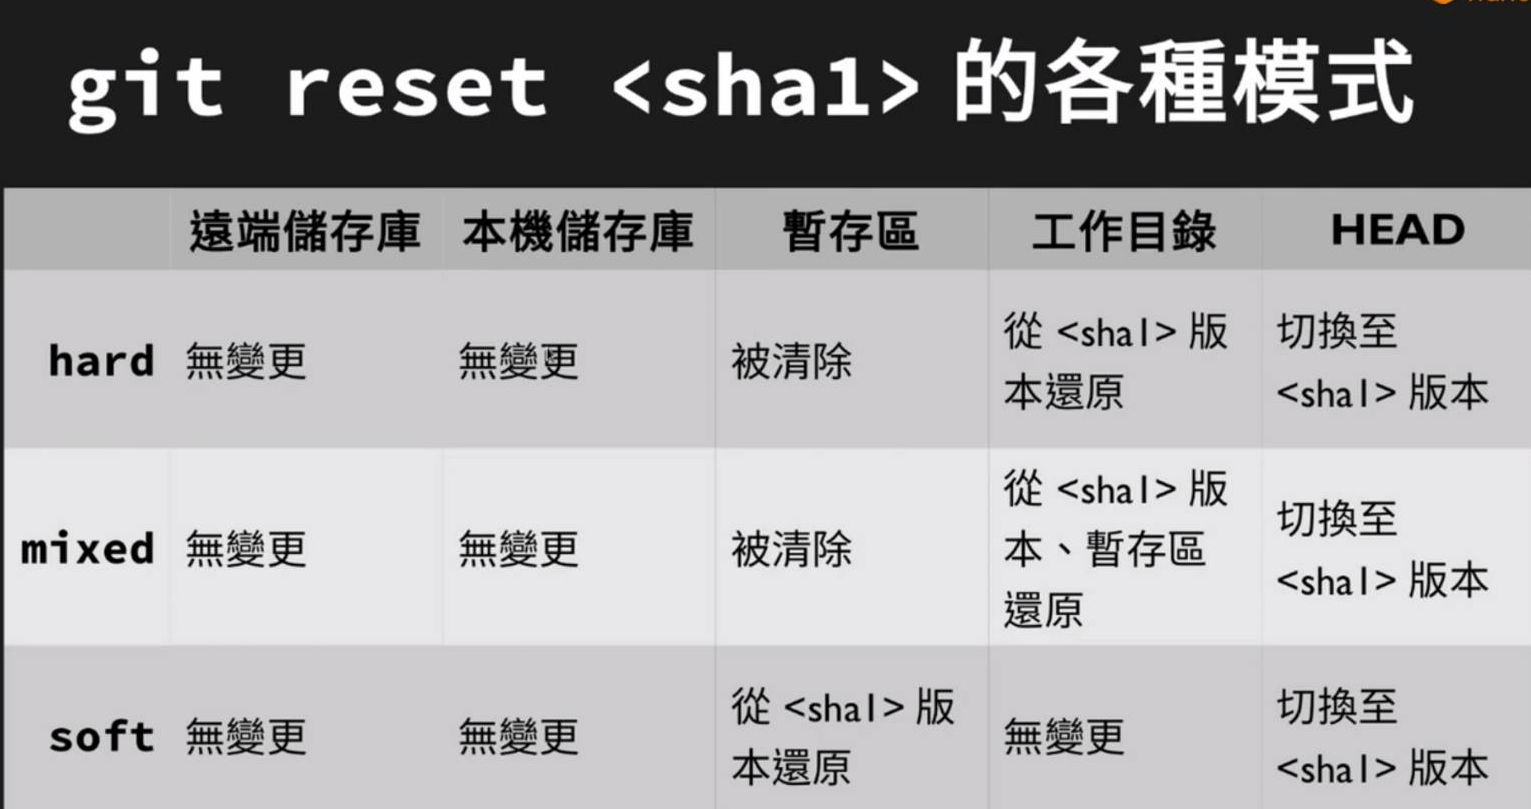 git reset <sha1> 的各種模式
遠端儲存庫 本機儲存庫 暫存區 工作目錄 HEAD
hard 無變更 無變更 被清除 從 <sha1> 版本還原 切換至 <sha1> 版本
mixed 無變更 無變更 被清除 從 <sha1> 版本、暫存區還原 切換至 <sha1> 版本
soft 無變更 無變更 從 <sha1> 版本還原 無變更 切換至 <sha1> 版本